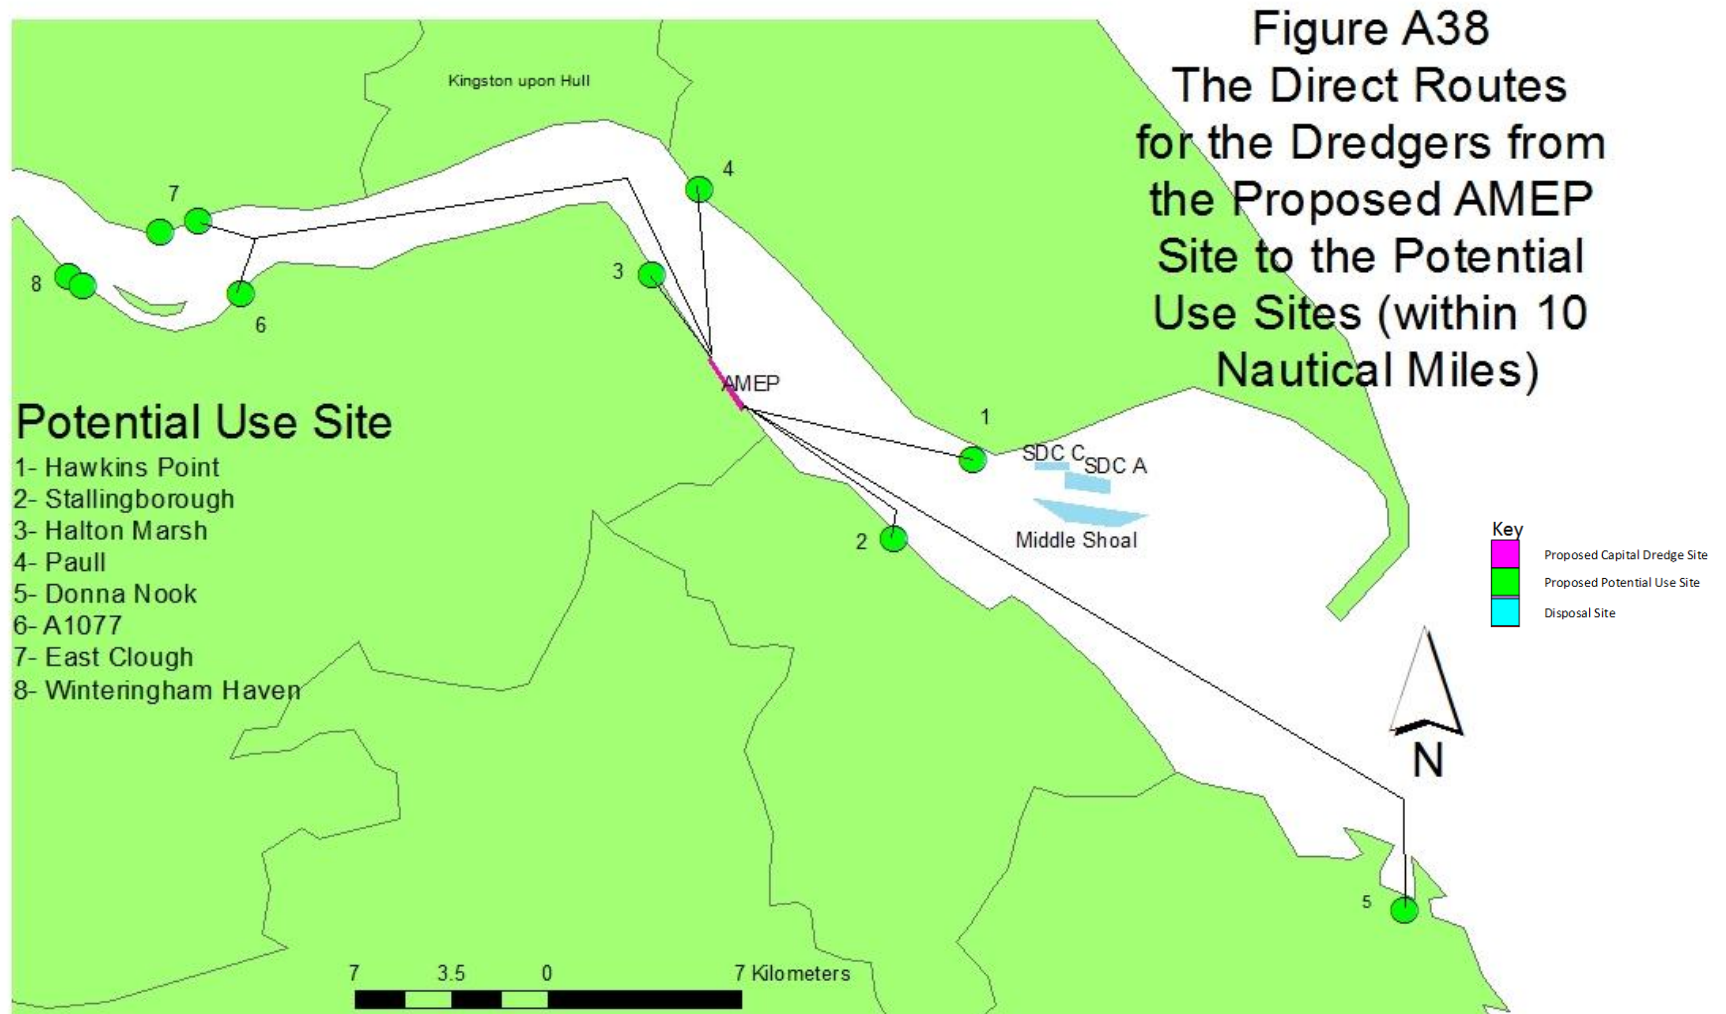 Figure A38
The Direct Routes
for the Dredgers from
the Proposed AMEP
Site to the Potential
Use Sites (within 10
Nautical Miles)
Kingston upon Hull
4
7
3
8
6
AMEP
1
SDC C
SDC A
2
Middle Shoal
Potential Use Site
1- Hawkins Point
2- Stallingborough
3- Halton Marsh
4- Paull
5- Donna Nook
6- A1077
7- East Clough
8- Winteringham Haven
Key
Proposed Capital Dredge Site
Proposed Potential Use Site
Disposal Site
N
5
7 3.5 0 7 Kilometers